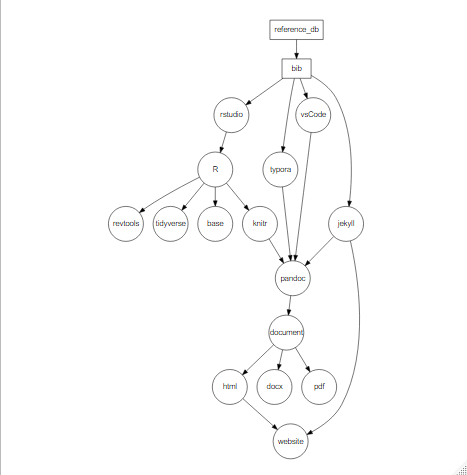 reference_db
bib
rstudio
vsCode
R
typora
revtools
tidyverse
base
knitr
jekyll
pandoc
document
html
docx
pdf
website